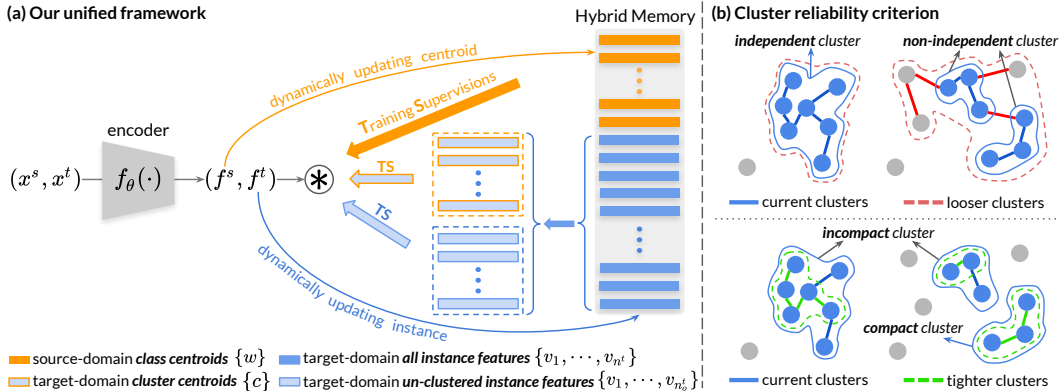 (a) Our unified framework
Hybrid Memory
dynamically updating centroid
Training Supervisions
encoder
(x^s, x^t)
f_θ(·)
(f^s, f^t)
⊛
TS
TS
dynamically updating instance
source-domain class centroids {w}
target-domain all instance features {v_1, ⋯, v_{n^t}}
target-domain cluster centroids {c}
target-domain un-clustered instance features {v_1, ⋯, v_{n_o^t}}
(b) Cluster reliability criterion
independent cluster
non-independent cluster
current clusters
looser clusters
incompact cluster
compact cluster
current clusters
tighter clusters